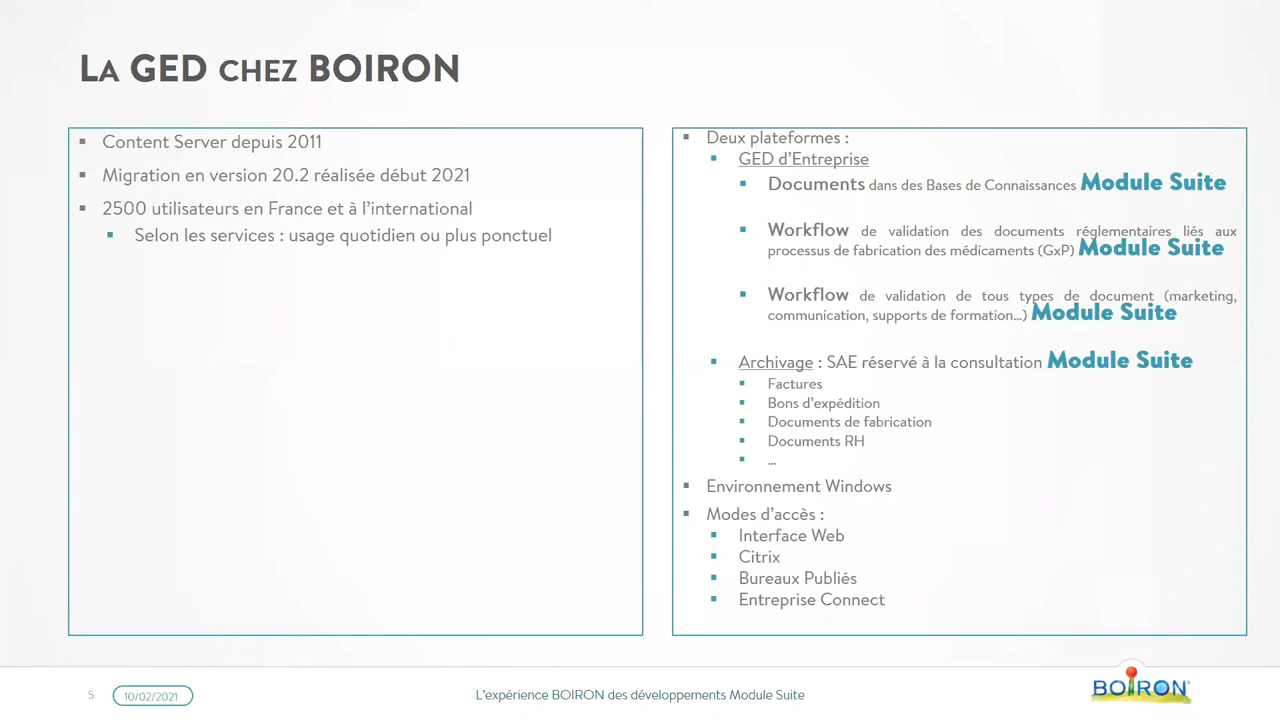 LA GED CHEZ BOIRON
▪ Content Server depuis 2011
▪ Migration en version 20.2 réalisée début 2021
▪ 2500 utilisateurs en France et à l'international
▪ Selon les services : usage quotidien ou plus ponctuel
▪ Deux plateformes :
▪ GED d'Entreprise
▪ Documents dans des Bases de Connaissances Module Suite
▪ Workflow de validation des documents réglementaires liés aux
processus de fabrication des médicaments (GxP) Module Suite
▪ Workflow de validation de tous types de document (marketing,
communication, supports de formation…) Module Suite
▪ Archivage : SAE réservé à la consultation Module Suite
▪ Factures
▪ Bons d'expédition
▪ Documents de fabrication
▪ Documents RH
▪ …
▪ Environnement Windows
▪ Modes d'accès :
▪ Interface Web
▪ Citrix
▪ Bureaux Publiés
▪ Entreprise Connect
5
10/02/2021
L'expérience BOIRON des développements Module Suite
BOIRON